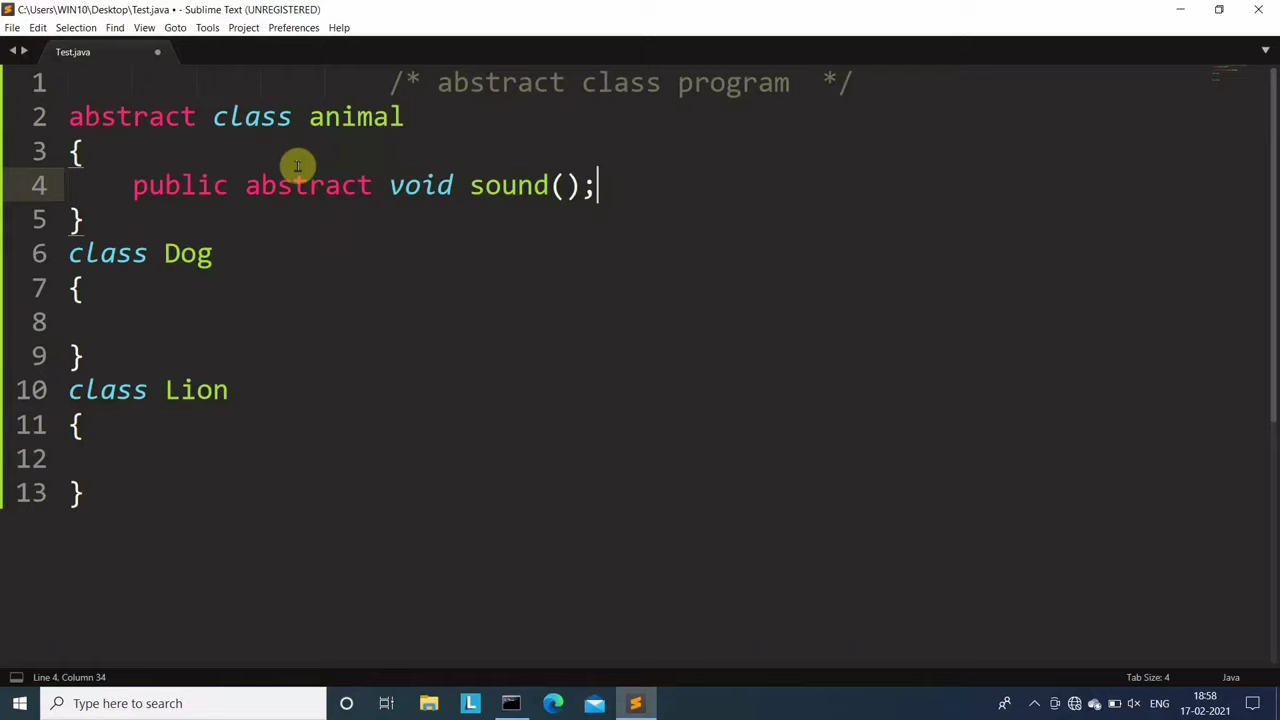 C:\Users\WIN10\Desktop\Test.java • - Sublime Text (UNREGISTERED)
File Edit Selection Find View Goto Tools Project Preferences Help
Test.java
1 /* abstract class program */
2 abstract class animal
3 {
4 public abstract void sound();
5 }
6 class Dog
7 {
8
9 }
10 class Lion
11 {
12
13 }
Line 4, Column 34 Tab Size: 4 Java
Type here to search L ENG 18:58
17-02-2021